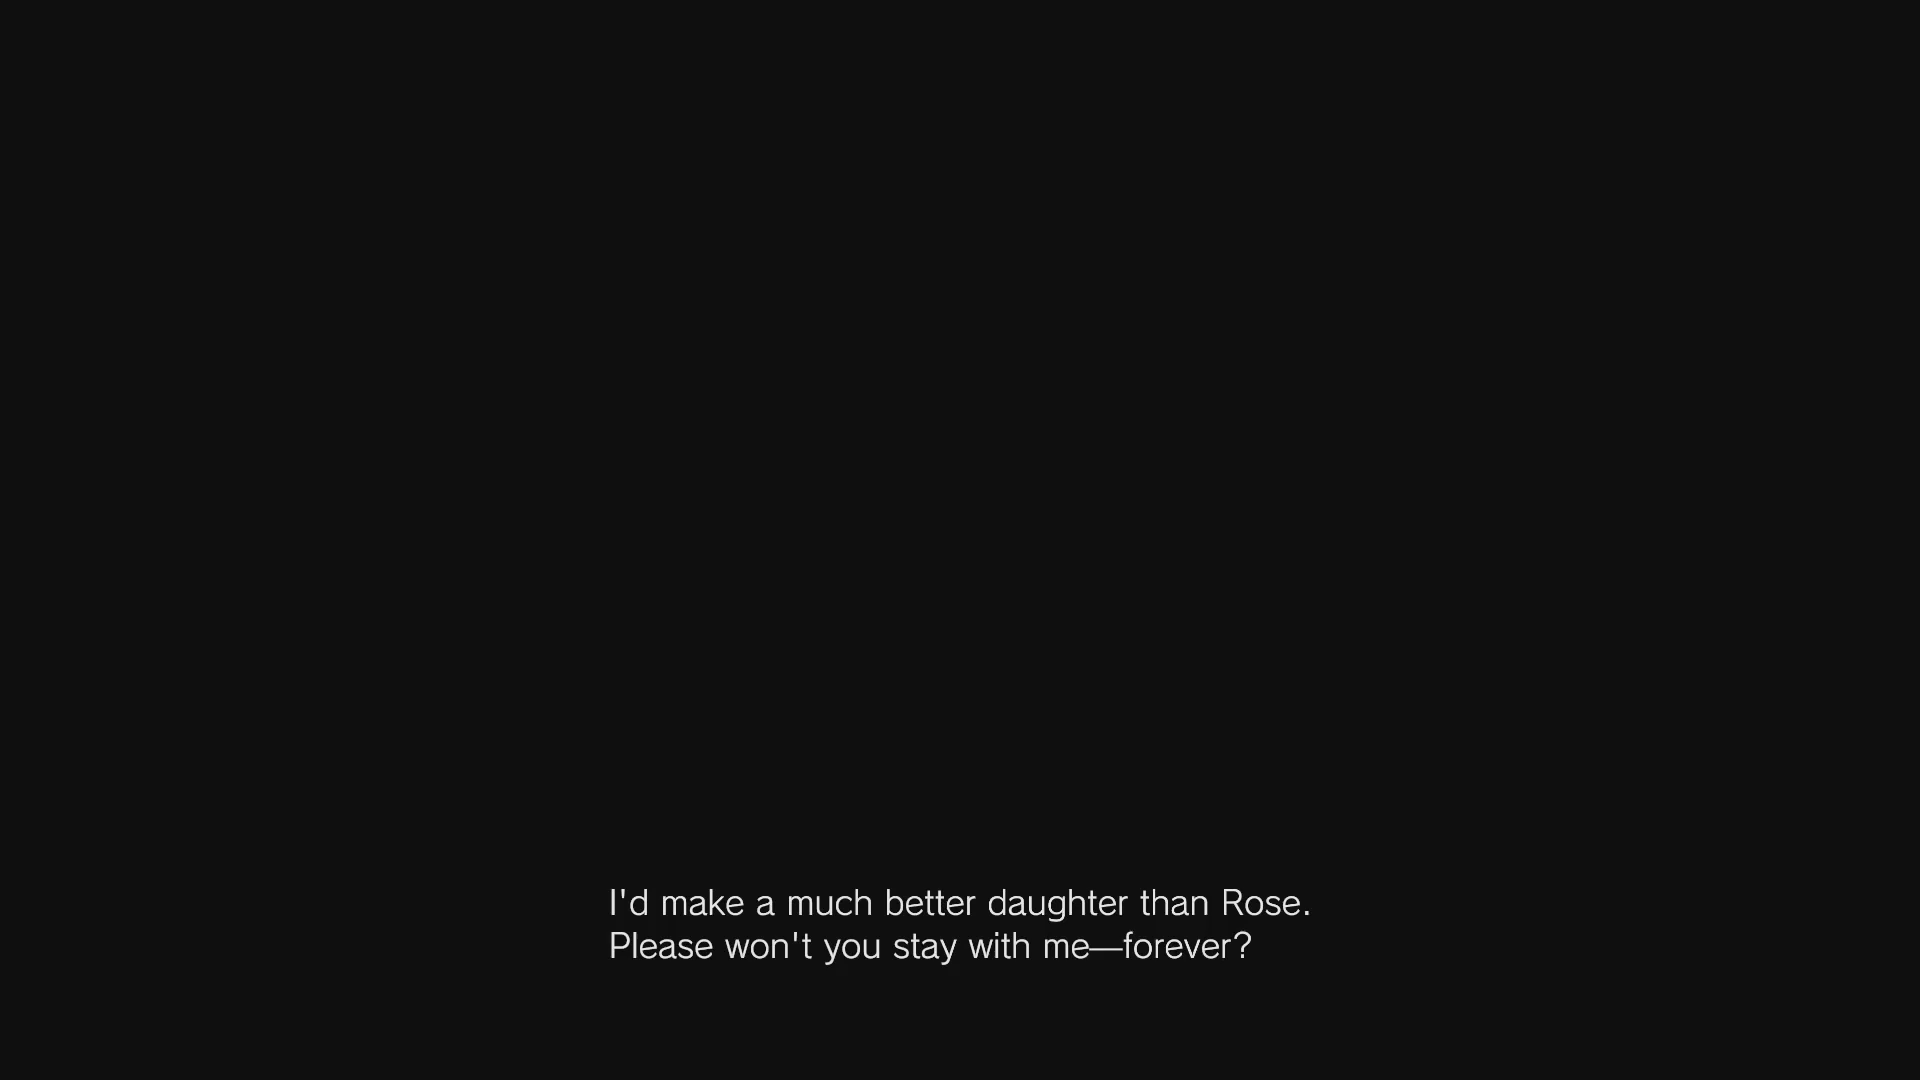 I'd make a much better daughter than Rose.
Please won't you stay with me—forever?